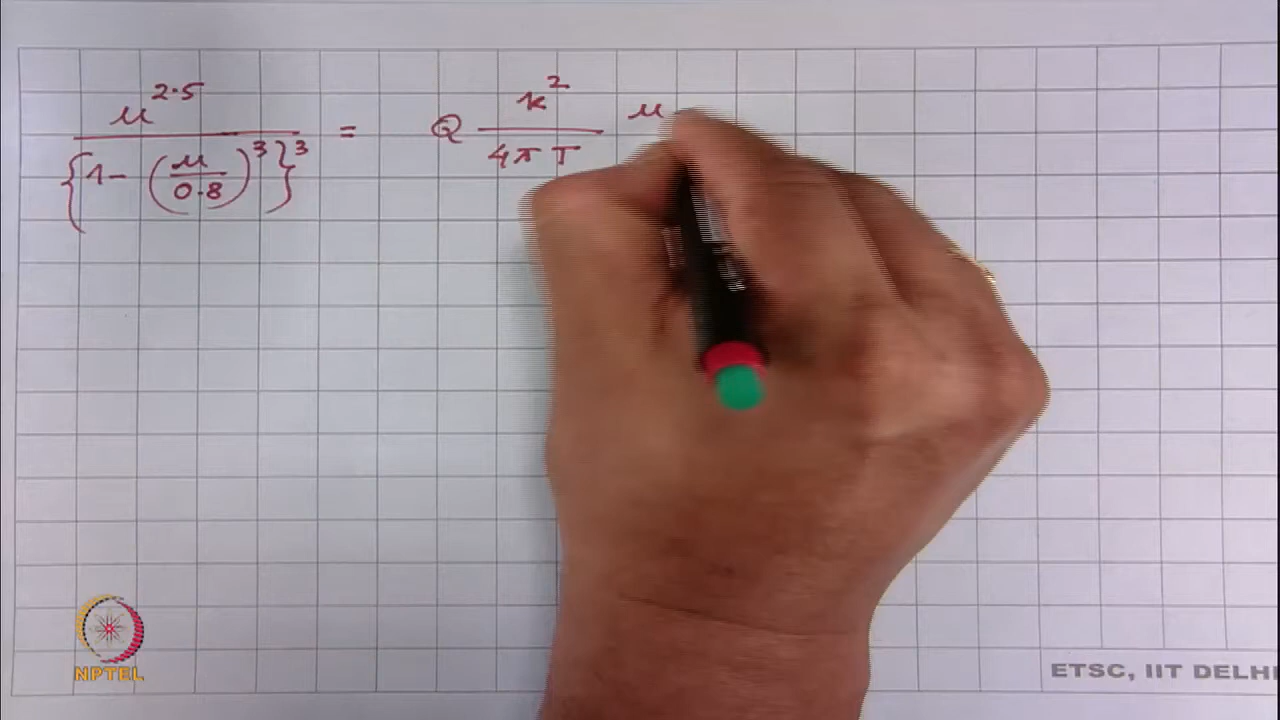 u^2.5 / {1 - (u/0.8)^3}^3 = Q k^2 / 4πT u
NPTEL
ETSC, IIT DELHI